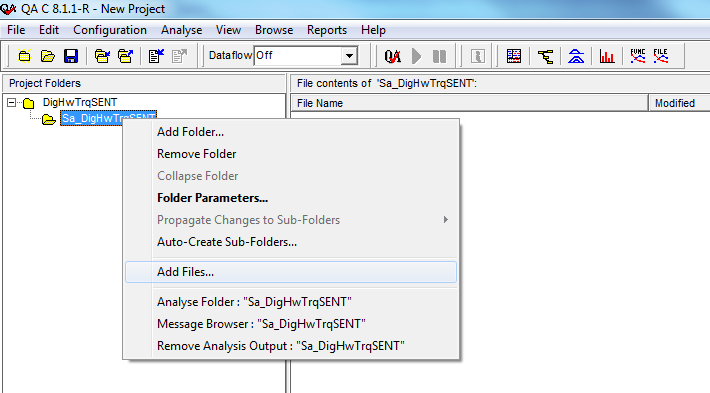 QA C 8.1.1-R - New Project
File Edit Configuration Analyse View Browse Reports Help
Dataflow Off QA FUNC FILE
Project Folders
File contents of 'Sa_DigHwTrqSENT':
File Name Modified
DigHwTrqSENT
Sa_DigHwTrqSENT
Add Folder...
Remove Folder
Collapse Folder
Folder Parameters...
Propagate Changes to Sub-Folders
Auto-Create Sub-Folders...
Add Files...
Analyse Folder : "Sa_DigHwTrqSENT"
Message Browser : "Sa_DigHwTrqSENT"
Remove Analysis Output : "Sa_DigHwTrqSENT"